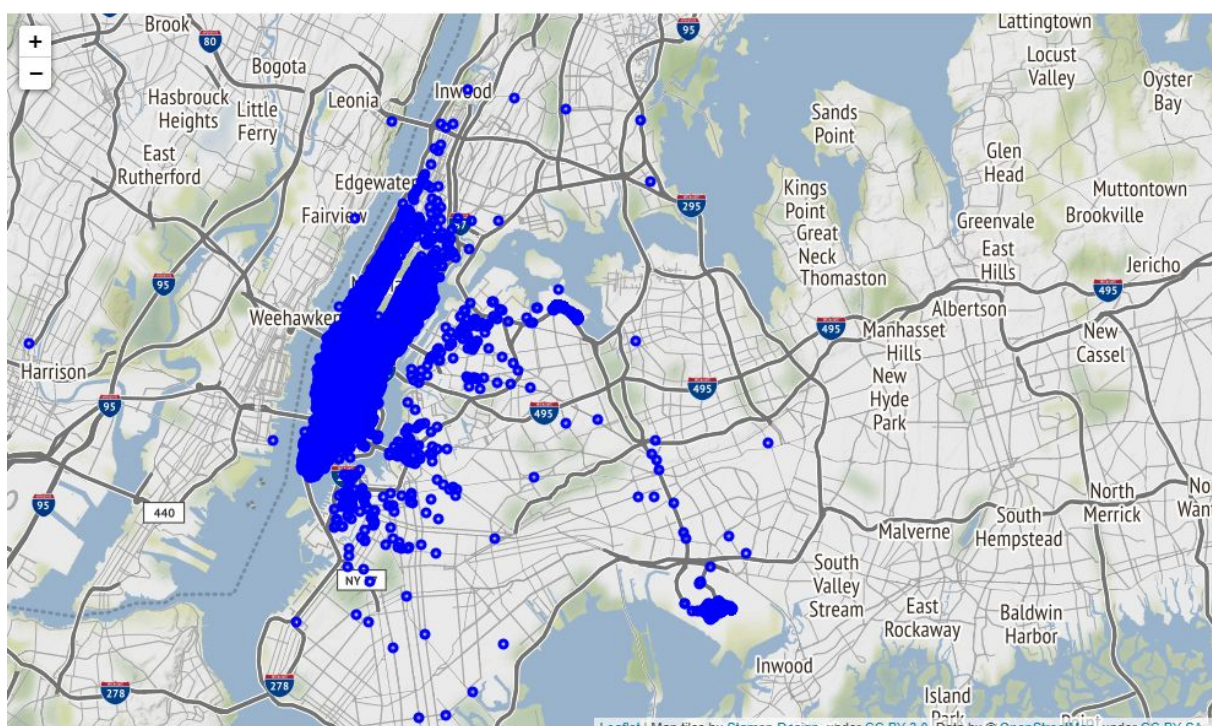 Brook
80
Bogota
Hasbrouck
Heights
Little
Ferry
Leonia
Inwood
East
Rutherford
Edgewater
Fairview
95
Weehawken
Harrison
95
95
440
278
278
495
495
495
495
295
95
Lattingtown
Locust
Valley
Oyster
Bay
Sands
Point
Glen
Head
Kings
Point
Great
Neck
Thomaston
Muttontown
Brookville
Greenvale
East
Hills
Jericho
Albertson
Manhasset
Hills
New
Cassel
New
Hyde
Park
North
Merrick
South
Hempstead
Malverne
South
Valley
Stream
East
Rockaway
Baldwin
Harbor
Inwood
Island
Park
+
−
NY
Leaflet | Map tiles by Stamen Design, under CC BY 3.0. Data by © OpenStreetMap, under CC BY SA.